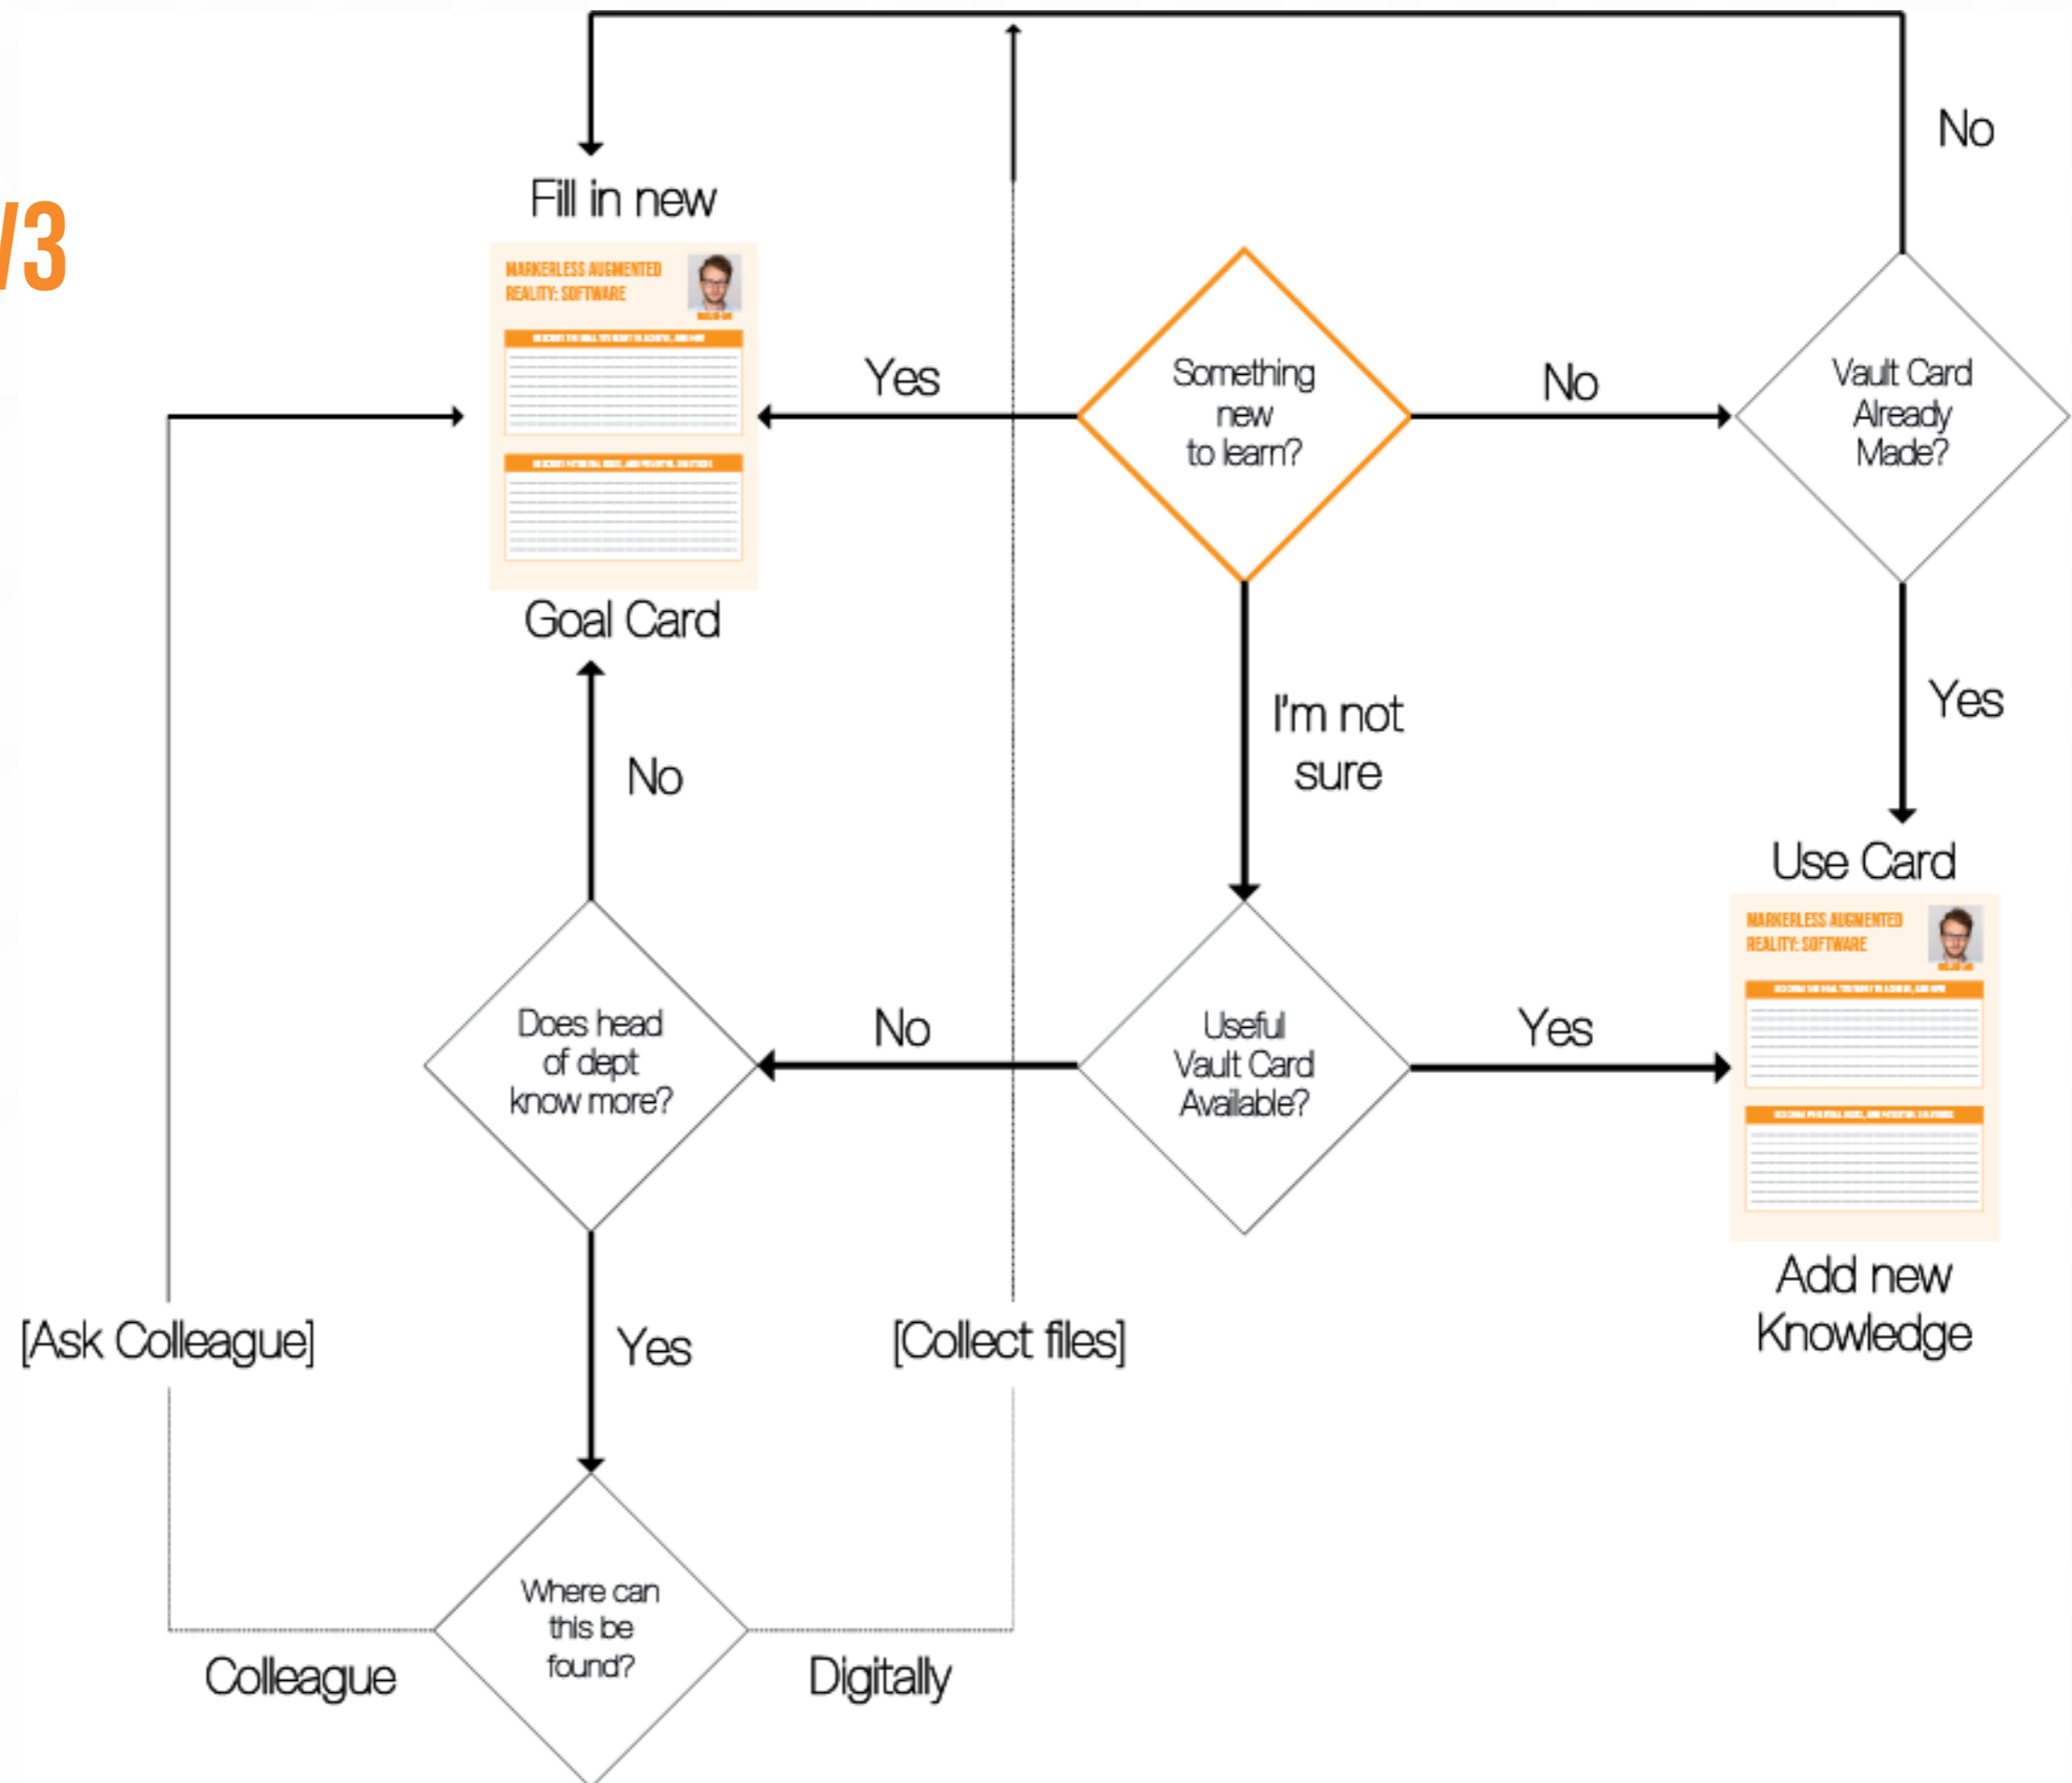 /3
No
Fill in new
MARKERLESS AUGMENTED
REALITY: SOFTWARE
Goal Card
Yes
Something
new
to learn?
No
Vault Card
Already
Made?
I'm not
sure
Yes
No
Use Card
MARKERLESS AUGMENTED
REALITY: SOFTWARE
Does head
of dept
know more?
No
Useful
Vault Card
Available?
Yes
Add new
Knowledge
[Ask Colleague]
Yes
[Collect files]
Where can
this be
found?
Colleague
Digitally